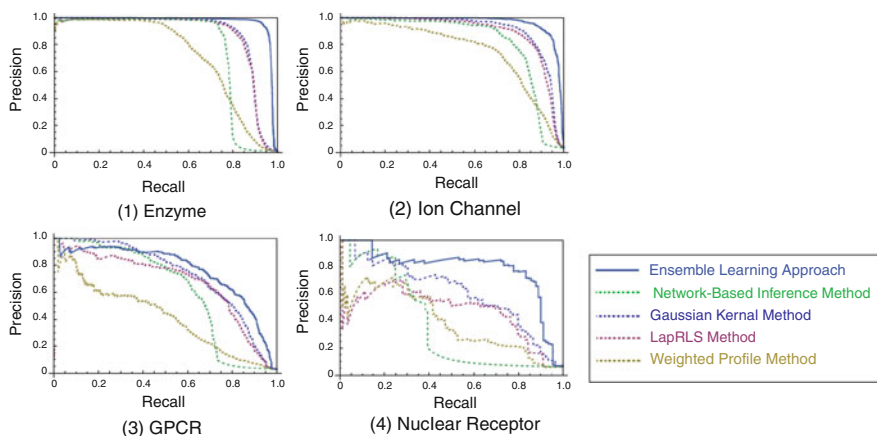 1.0
0.8
0.6
0.4
0.2
0
Precision
0
0.2
0.4
0.6
0.8
1.0
Recall
(1) Enzyme
1.0
0.8
0.6
0.4
0.2
0
Precision
0
0.2
0.4
0.6
0.8
1.0
Recall
(2) Ion Channel
1.0
0.8
0.6
0.4
0.2
0
Precision
0
0.2
0.4
0.6
0.8
1.0
Recall
(3) GPCR
1.0
0.8
0.6
0.4
0.2
0
Precision
0
0.2
0.4
0.6
0.8
1.0
Recall
(4) Nuclear Receptor
Ensemble Learning Approach
Network-Based Inference Method
Gaussian Kernal Method
LapRLS Method
Weighted Profile Method